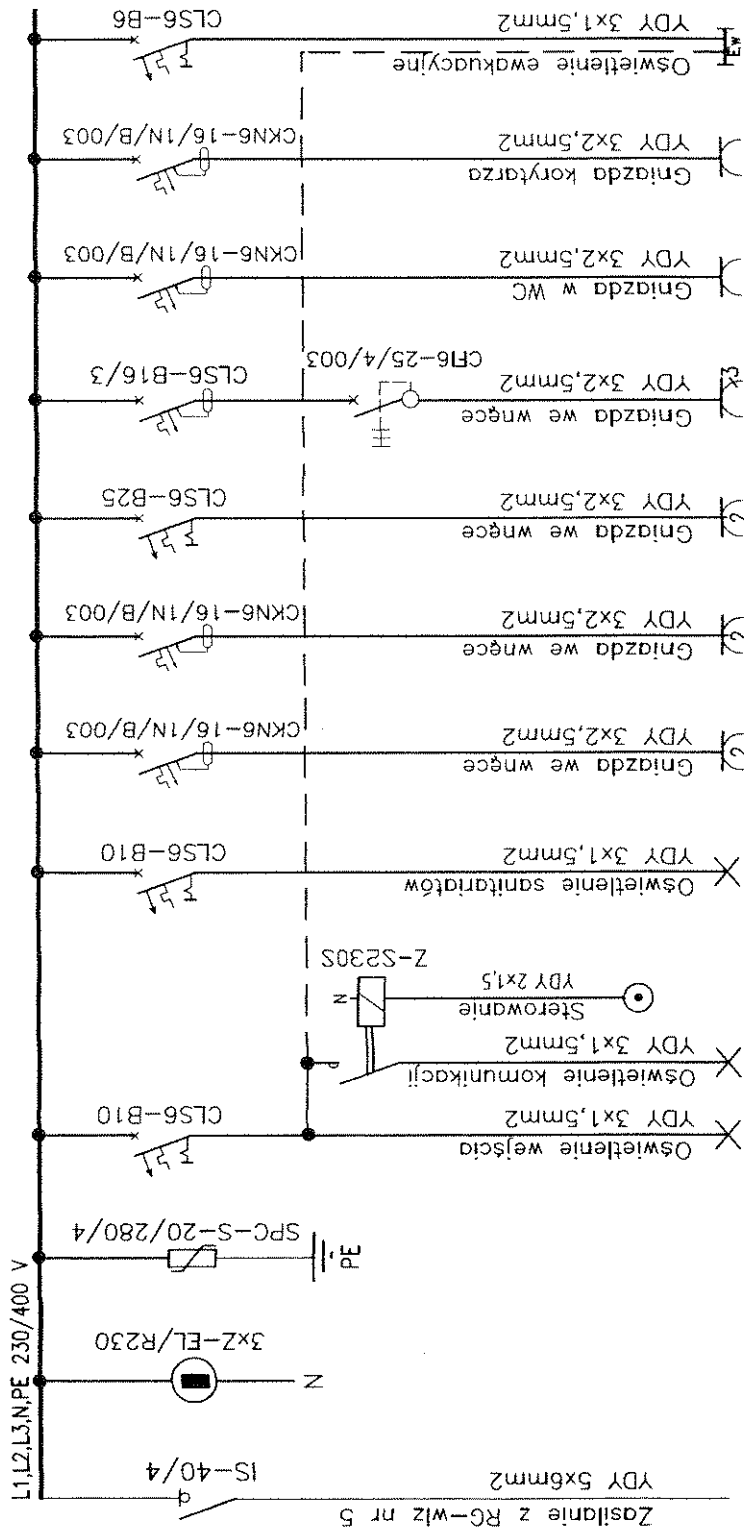 L1,L2,L3,N,PE 230/400 V
IS-40/4
Zasilanie z RG-wlz nr 5
YDY 5x6mm2
3xZ-EL/R230
N
SPC-S-20/280/4
PE
CLS6-B10
Oświetlenie wejścia
YDY 3x1,5mm2
Oświetlenie komunikacji
YDY 3x1,5mm2
Z-S230S
N
Sterowanie
YDY 2x1,5
CLS6-B10
Oświetlenie sanitariatów
YDY 3x1,5mm2
CKN6-16/1N/B/003
Gniazda we wnęce
YDY 3x2,5mm2
2
CKN6-16/1N/B/003
Gniazda we wnęce
YDY 3x2,5mm2
2
CLS6-B25
Gniazda we wnęce
YDY 3x2,5mm2
2
CLS6-B16/3
CFI6-25/4/003
Gniazda we wnęce
YDY 3x2,5mm2
3
CKN6-16/1N/B/003
Gniazda w WC
YDY 3x2,5mm2
CKN6-16/1N/B/003
Gniazda korytarza
YDY 3x2,5mm2
CLS6-B6
Oświetlenie ewakuacyjne
YDY 3x1,5mm2
EW